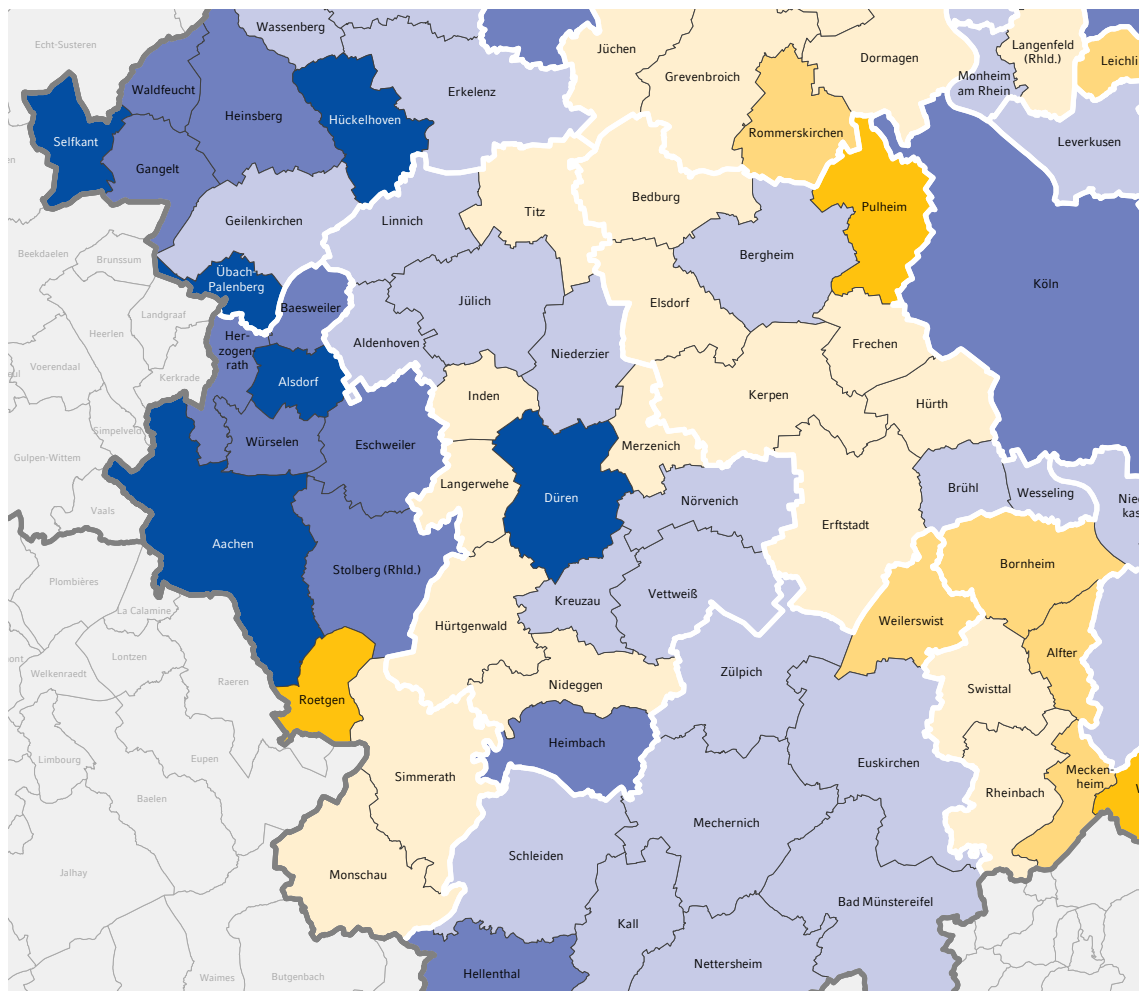 Wassenberg
Echt-Susteren
Jüchen
Grevenbroich
Dormagen
Langenfeld
(Rhld.)
Leichli
Monheim
am Rhein
Waldfeucht
Erkelenz
Heinsberg
Hückelhoven
Rommerskirchen
Selfkant
Leverkusen
Gangelt
Bedburg
Pulheim
Titz
Geilenkirchen
Linnich
Beekdaelen
Brunssum
Bergheim
Übach-
Palenberg
Köln
Jülich
Elsdorf
Baesweiler
Landgraaf
Heerlen
Her-
zogen-
rath
Aldenhoven
Niederzier
Frechen
Voerendaal
Kerkrade
Alsdorf
Inden
Kerpen
Hürth
Simpelveld
Würselen
Eschweiler
Merzenich
Gulpen-Wittem
Langerwehe
Düren
Nörvenich
Brühl
Wesseling
Nie
kas
Vaals
Erftstadt
Aachen
Stolberg (Rhld.)
Bornheim
Plombières
Kreuzau
Vettweiß
La Calamine
Hürtgenwald
Weilerswist
Lontzen
Alfter
Welkenraedt
Raeren
Zülpich
Nideggen
Swisttal
Roetgen
Heimbach
Limbourg
Eupen
Euskirchen
Simmerath
Mecken-
heim
Rheinbach
Baelen
Mechernich
Schleiden
Jalhay
Monschau
Bad Münstereifel
Kall
Nettersheim
Hellenthal
Waimes
Butgenbach